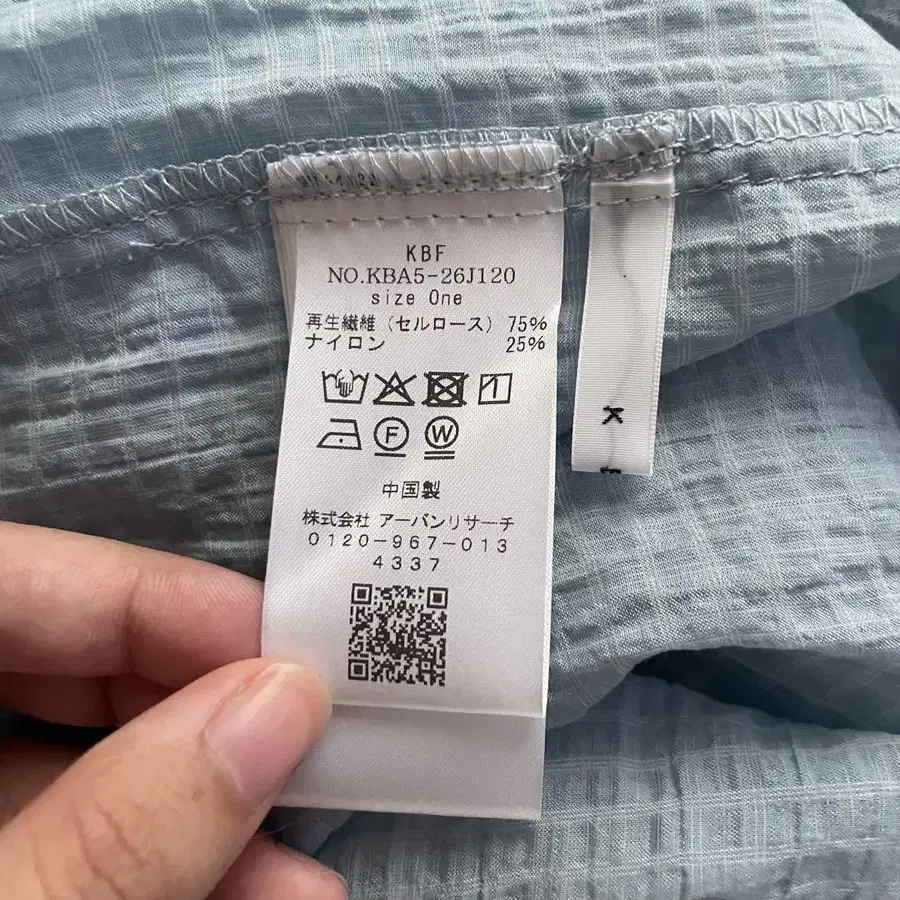 KBF
NO.KBA5-26J120
size One
再生繊維（セルロース） 75%
ナイロン 25%
F W
中国製
株式会社 アーバンリサーチ
0120-967-013
4337
K